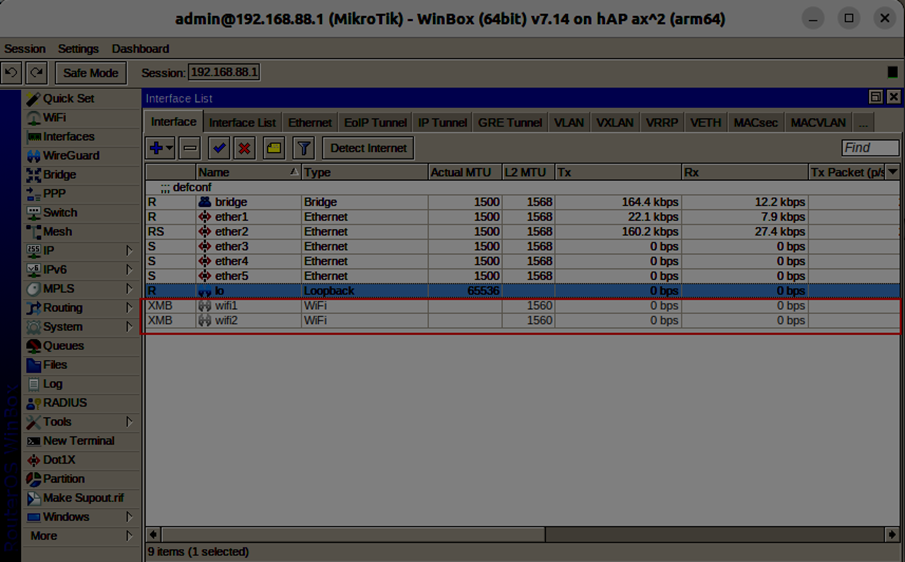 admin@192.168.88.1 (MikroTik) - WinBox (64bit) v7.14 on hAP ax^2 (arm64)
Session Settings Dashboard
Safe Mode Session: 192.168.88.1
Quick Set
WiFi
Interfaces
WireGuard
Bridge
PPP
Switch
Mesh
IP
IPv6
MPLS
Routing
System
Queues
Files
Log
RADIUS
Tools
New Terminal
Dot1X
Partition
Make Supout.rif
Windows
More
RouterOS WinBox
Interface List
Interface Interface List Ethernet EoIP Tunnel IP Tunnel GRE Tunnel VLAN VXLAN VRRP VETH MACsec MACVLAN ...
Detect Internet Find
Name Type Actual MTU L2 MTU Tx Rx Tx Packet (p/s
;;; defconf
R bridge Bridge 1500 1568 164.4 kbps 12.2 kbps
R ether1 Ethernet 1500 1568 22.1 kbps 7.9 kbps
RS ether2 Ethernet 1500 1568 160.2 kbps 27.4 kbps
S ether3 Ethernet 1500 1568 0 bps 0 bps
S ether4 Ethernet 1500 1568 0 bps 0 bps
S ether5 Ethernet 1500 1568 0 bps 0 bps
R lo Loopback 65536 0 bps 0 bps
XMB wifi1 WiFi 1560 0 bps 0 bps
XMB wifi2 WiFi 1560 0 bps 0 bps
9 items (1 selected)